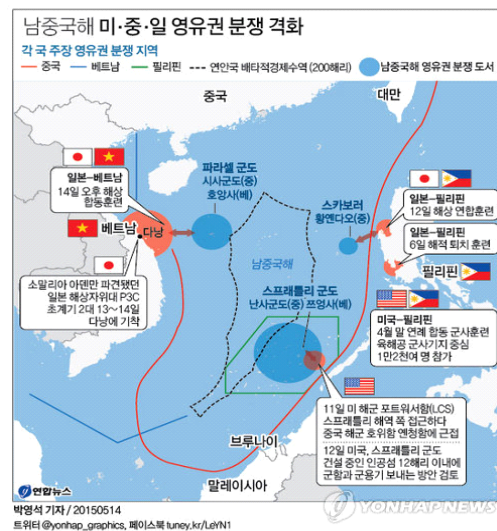 남중국해 미·중·일 영유권 분쟁 격화
각 국 주장 영유권 분쟁 지역
중국 베트남 필리핀 연안국 배타적경제수역 (200해리) 남중국해 영유권 분쟁 도서
중국
대만
파라셀 군도
시사군도(중)
호앙사(베)
일본-베트남
14일 오후 해상
합동훈련
스카보러
황옌다오(중)
일본-필리핀
12일 해상 연합훈련
일본-필리핀
6일 해적 퇴치 훈련
베트남
다낭
남중국해
필리핀
소말리아 아덴만 파견됐던
일본 해상자위대 P3C
초계기 2대 13~14일
다낭에 기착
스프래틀리 군도
난사군도(중) 쯔엉사(베)
미국-필리핀
4월 말 연례 합동 군사훈련
육해공 군사기지 중심
1만2천여 명 참가
11일 미 해군 포트워서함(LCS)
스프래틀리 해역 쪽 접근하다
중국 해군 호위함 옌청함에 근접
12일 미국, 스프래틀리 군도
건설 중인 인공섬 12해리 이내에
군함과 군용기 보내는 방안 검토
브루나이
말레이시아
연합뉴스
YONHAP NEWS
박영석 기자 / 20150514
트위터 @yonhap_graphics, 페이스북 tuney.kr/LeYN1